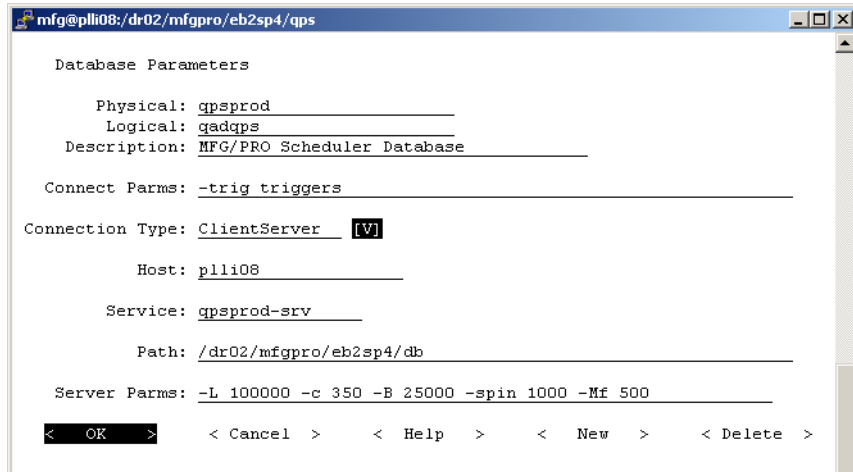 mfg@plli08:/dr02/mfgpro/eb2sp4/qps
Database Parameters
Physical: qpsprod
Logical: qadqps
Description: MFG/PRO Scheduler Database
Connect Parms: -trig triggers
Connection Type: ClientServer [V]
Host: plli08
Service: qpsprod-srv
Path: /dr02/mfgpro/eb2sp4/db
Server Parms: -L 100000 -c 350 -B 25000 -spin 1000 -Mf 500
< OK > < Cancel > < Help > < New > < Delete >